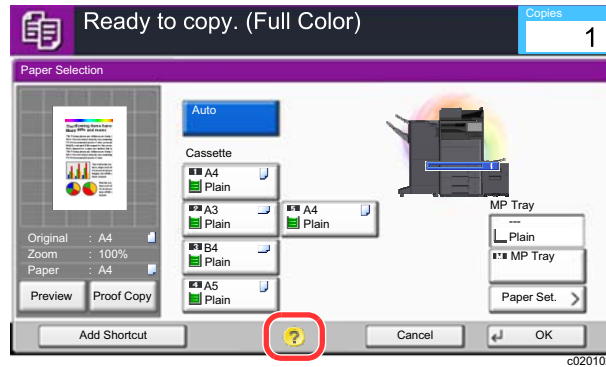 Ready to copy. (Full Color)
Copies
1
Paper Selection
Auto
Cassette
1 A4
Plain
2 A3
Plain
5 A4
Plain
3 B4
Plain
4 A5
Plain
MP Tray
---
Plain
MP Tray
Paper Set.
Original : A4
Zoom : 100%
Paper : A4
Preview
Proof Copy
Add Shortcut
?
Cancel
OK
c02010